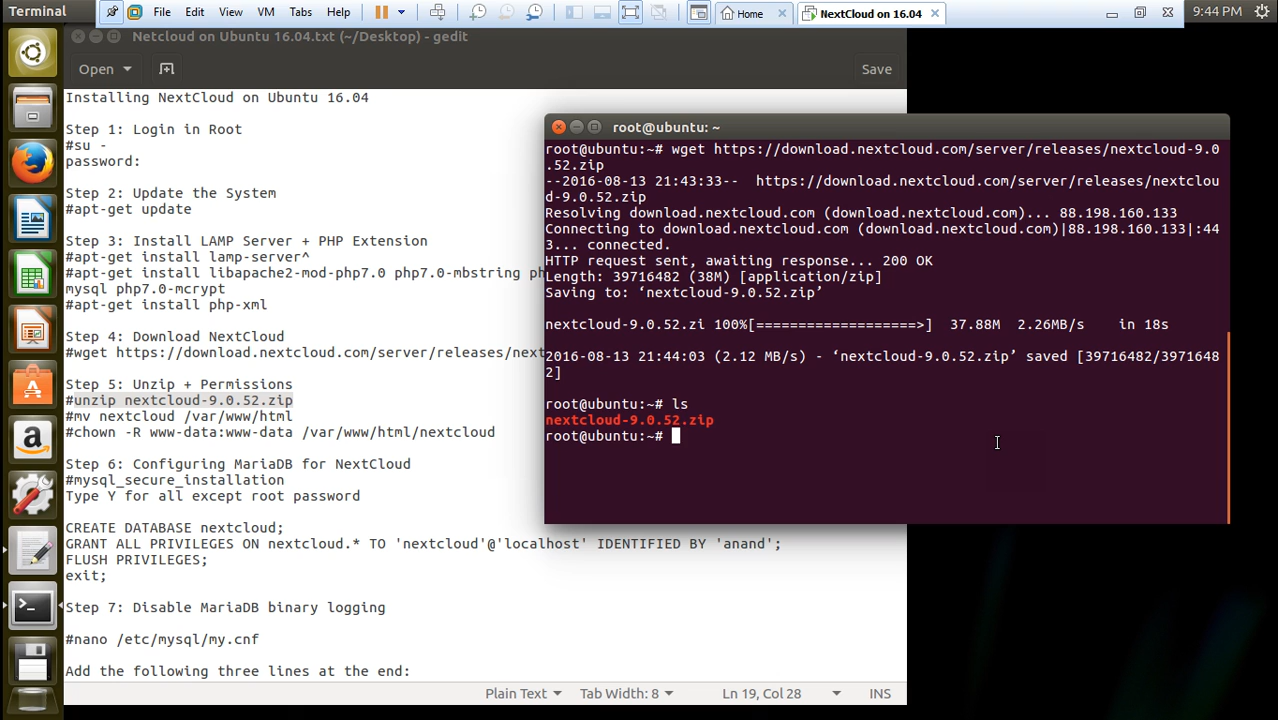 Terminal
File Edit View VM Tabs Help
Home
NextCloud on 16.04
9:44 PM
Netcloud on Ubuntu 16.04.txt (~/Desktop) - gedit
Open
Save
Installing NextCloud on Ubuntu 16.04
Step 1: Login in Root
#su -
password:
Step 2: Update the System
#apt-get update
Step 3: Install LAMP Server + PHP Extension
#apt-get install lamp-server^
#apt-get install libapache2-mod-php7.0 php7.0-mbstring ph
mysql php7.0-mcrypt
#apt-get install php-xml
Step 4: Download NextCloud
#wget https://download.nextcloud.com/server/releases/next
Step 5: Unzip + Permissions
#unzip nextcloud-9.0.52.zip
#mv nextcloud /var/www/html
#chown -R www-data:www-data /var/www/html/nextcloud
Step 6: Configuring MariaDB for NextCloud
#mysql_secure_installation
Type Y for all except root password
CREATE DATABASE nextcloud;
GRANT ALL PRIVILEGES ON nextcloud.* TO 'nextcloud'@'localhost' IDENTIFIED BY 'anand';
FLUSH PRIVILEGES;
exit;
Step 7: Disable MariaDB binary logging
#nano /etc/mysql/my.cnf
Add the following three lines at the end:
Plain Text Tab Width: 8 Ln 19, Col 28 INS
root@ubuntu: ~
root@ubuntu:~# wget https://download.nextcloud.com/server/releases/nextcloud-9.0
.52.zip
--2016-08-13 21:43:33-- https://download.nextcloud.com/server/releases/nextclou
d-9.0.52.zip
Resolving download.nextcloud.com (download.nextcloud.com)... 88.198.160.133
Connecting to download.nextcloud.com (download.nextcloud.com)|88.198.160.133|:44
3... connected.
HTTP request sent, awaiting response... 200 OK
Length: 39716482 (38M) [application/zip]
Saving to: ‘nextcloud-9.0.52.zip’
nextcloud-9.0.52.zi 100%[===================>] 37.88M 2.26MB/s in 18s
2016-08-13 21:44:03 (2.12 MB/s) - ‘nextcloud-9.0.52.zip’ saved [39716482/3971648
2]
root@ubuntu:~# ls
nextcloud-9.0.52.zip
root@ubuntu:~#